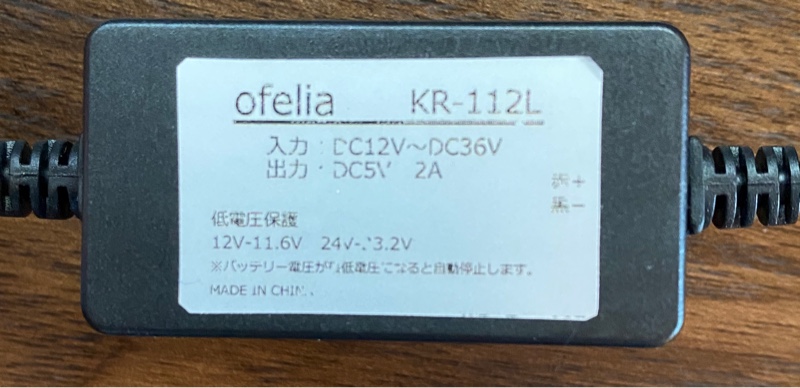 ofelia KR-112L
入力：DC12V～DC36V
出力：DC5V 2A
赤＋
黒－
低電圧保護
12V-11.6V 24V-23.2V
※バッテリー電圧が低電圧になると自動停止します。
MADE IN CHINA